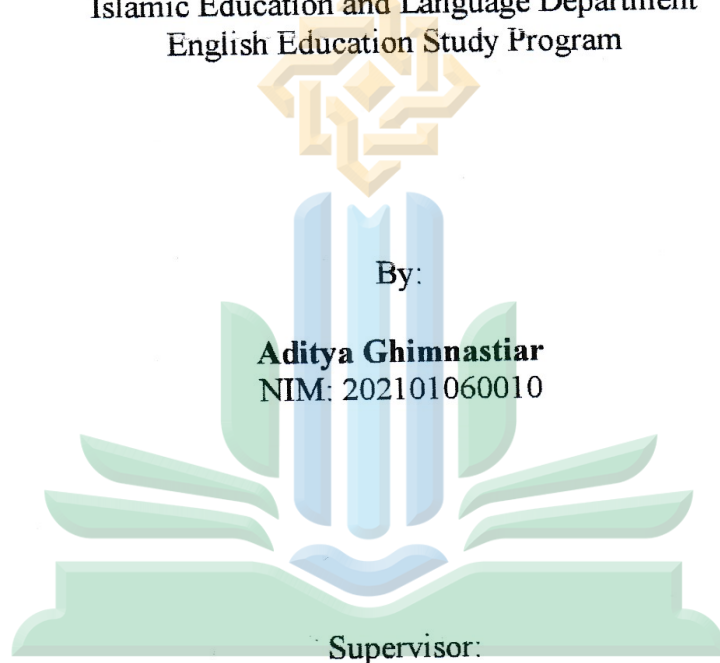 Islamic Education and Language Department
English Education Study Program
By:
Aditya Ghimnastiar
NIM: 202101060010
Supervisor: